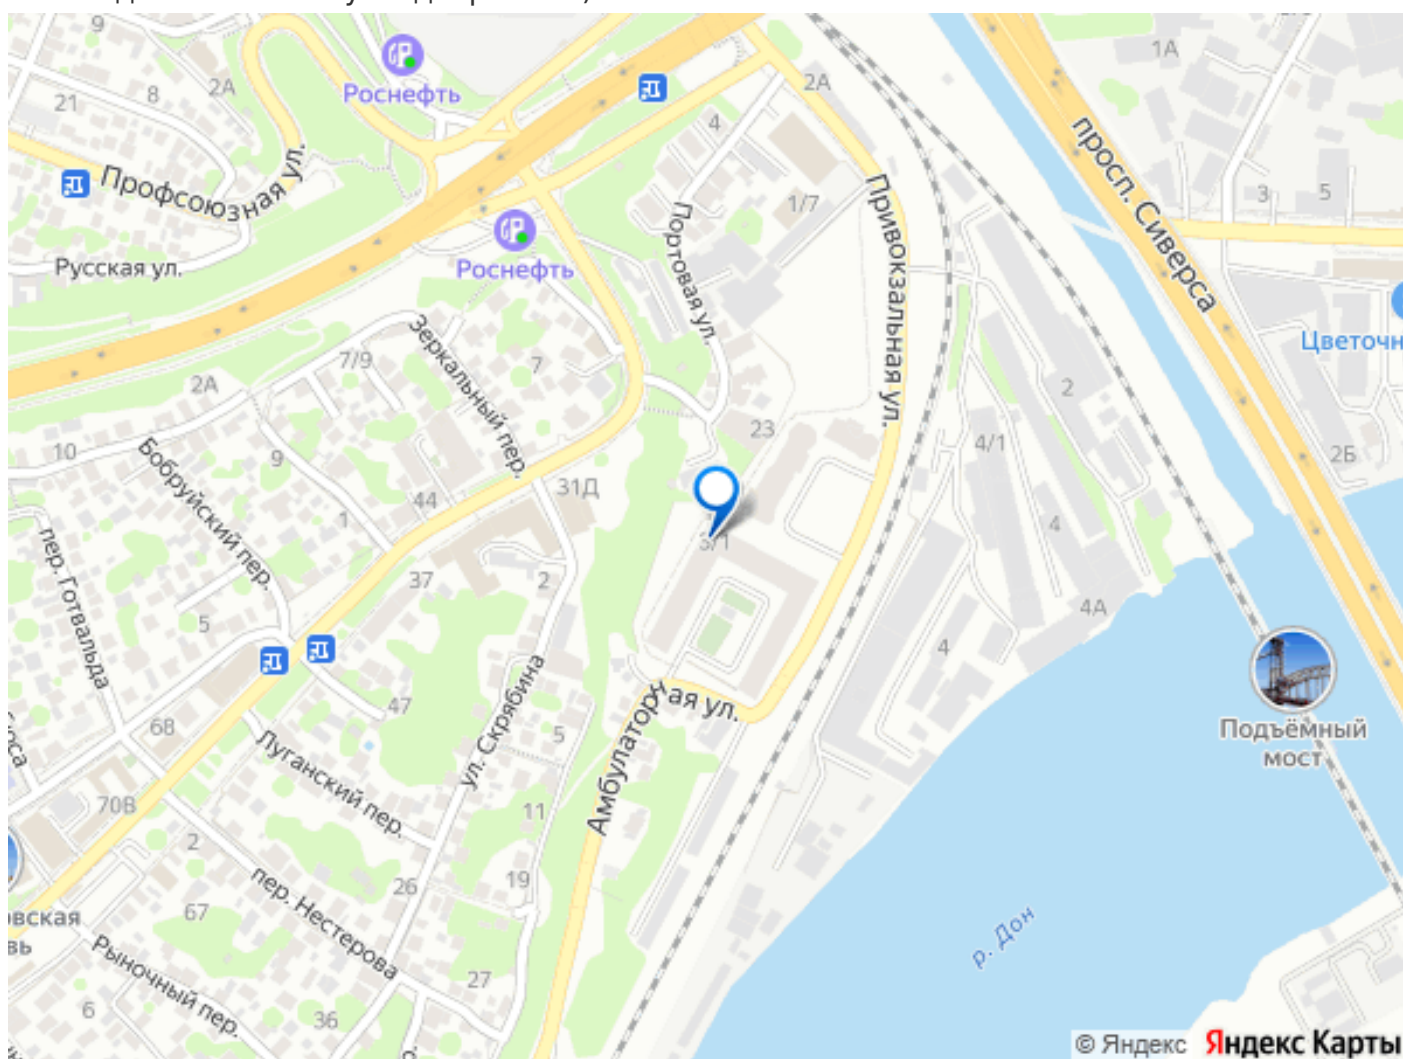 9
2А
8
21
Роснефть
Профсоюзная ул.
Русская ул.
Роснефть
4
2А
1/7
Портовая ул.
Привокзальная ул.
1А
просп. Сиверса
3
5
Цветочн
2Б
7/9
2А
Зеркальный пер.
7
10
9
Бобруйский пер.
1
44
31Д
23
3/1
2
4/1
4
4А
4
пер. Готвальда
5
37
2
ул. Скрябина
47
68
5
Амбулаторная ул.
Подъёмный
мост
Луганский пер.
70В
2
11
26
19
пер. Нестерова
67
овская
вь
Рыночный пер.
27
6
36
р. Дон
© Яндекс Яндекс Карты